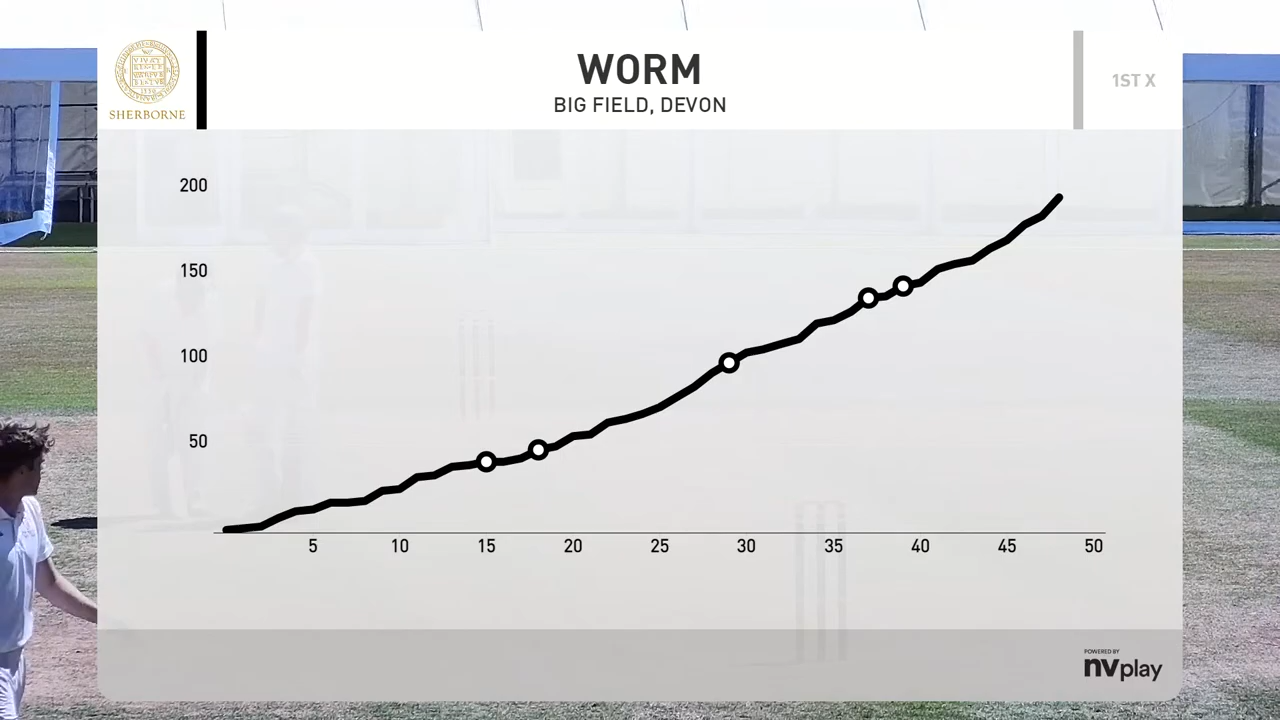 WORM
BIG FIELD, DEVON
SHERBORNE
1ST X
200
150
100
50
5 10 15 20 25 30 35 40 45 50
POWERED BY
nvplay